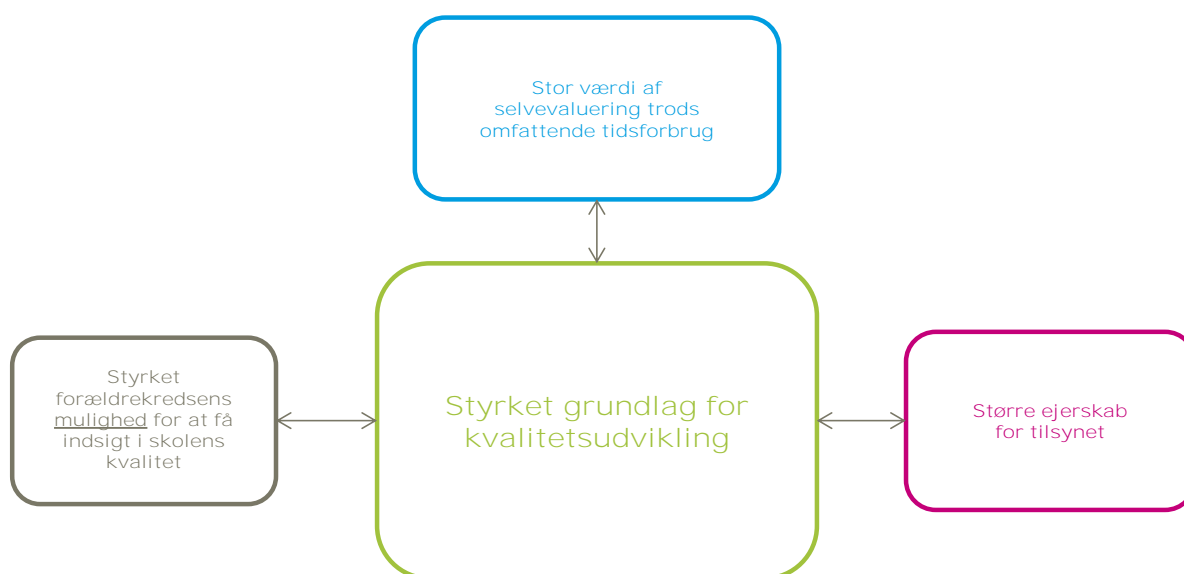 Stor værdi af
selvevaluering trods
omfattende tidsforbrug
Styrket
forældrekredsens
mulighed for at få
indsigt i skolens
kvalitet
Styrket grundlag for
kvalitetsudvikling
Større ejerskab
for tilsynet